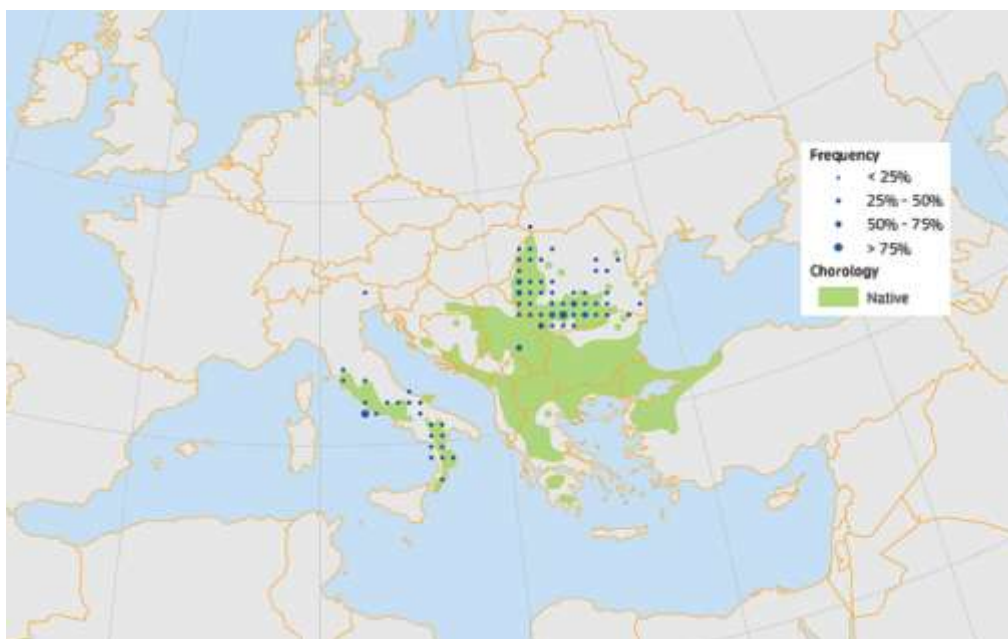 Frequency
< 25%
25% - 50%
50% - 75%
> 75%
Chorology
Native